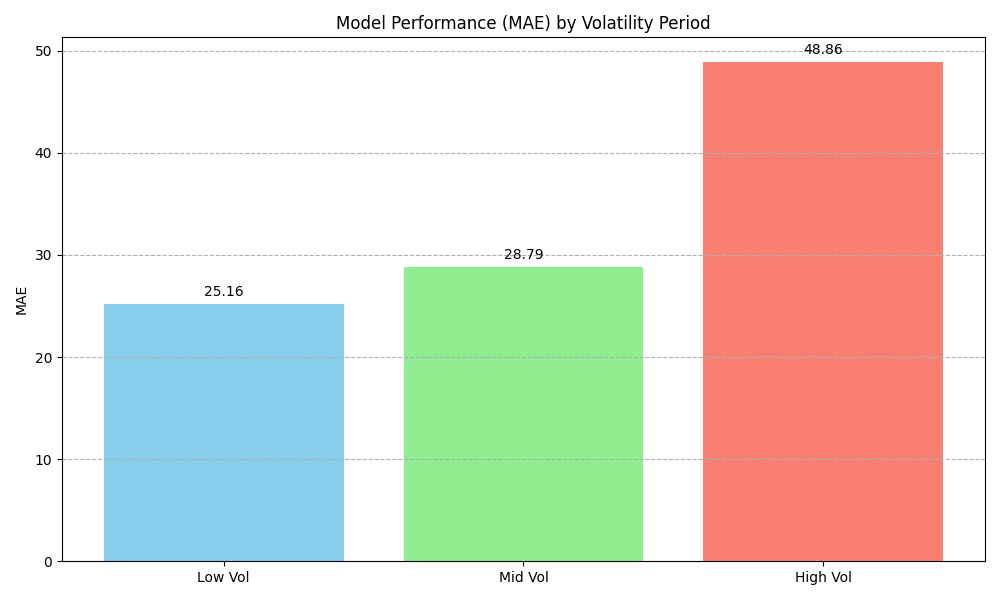 Model Performance (MAE) by Volatility Period
MAE
50
40
30
20
10
0
25.16
28.79
48.86
Low Vol
Mid Vol
High Vol